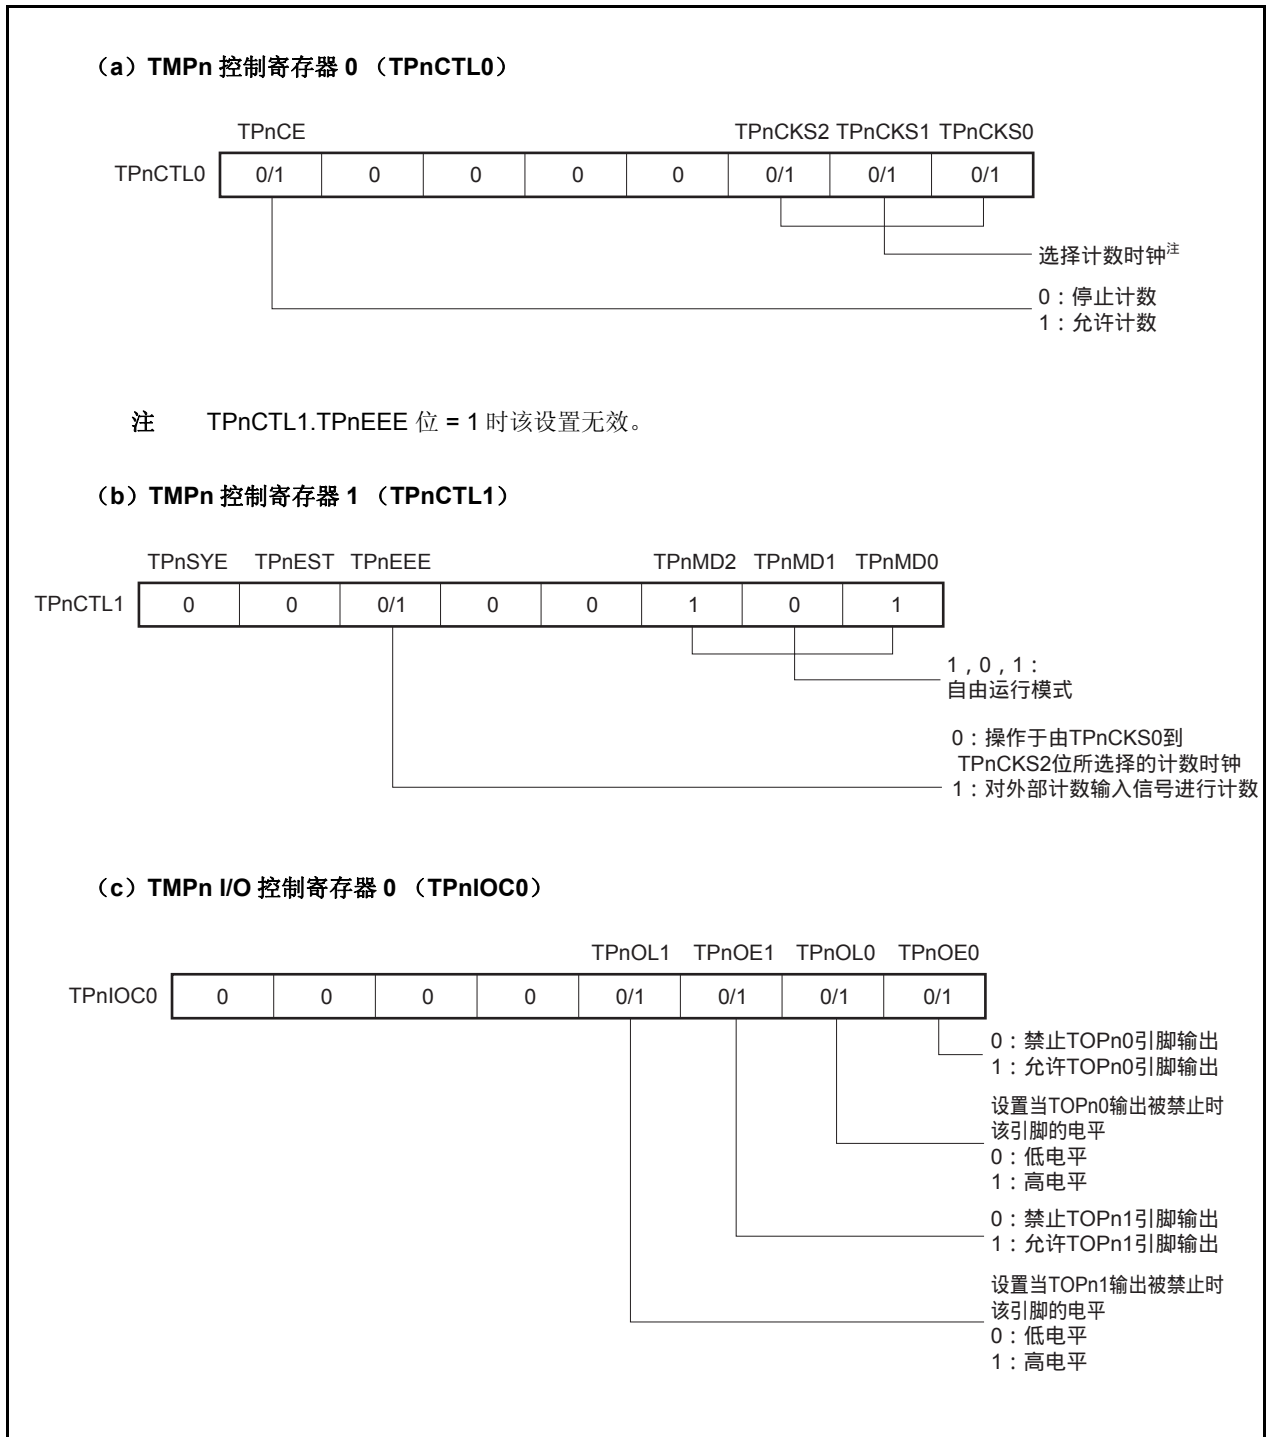 （a）TMPn 控制寄存器 0 （TPnCTL0）
TPnCE TPnCKS2 TPnCKS1 TPnCKS0
TPnCTL0 0/1 0 0 0 0 0/1 0/1 0/1
选择计数时钟注
0：停止计数
1：允许计数
注 TPnCTL1.TPnEEE 位 = 1 时该设置无效。
（b）TMPn 控制寄存器 1 （TPnCTL1）
TPnSYE TPnEST TPnEEE TPnMD2 TPnMD1 TPnMD0
TPnCTL1 0 0 0/1 0 0 1 0 1
1，0，1：
自由运行模式
0：操作于由TPnCKS0到
TPnCKS2位所选择的计数时钟
1：对外部计数输入信号进行计数
（c）TMPn I/O 控制寄存器 0 （TPnIOC0）
TPnOL1 TPnOE1 TPnOL0 TPnOE0
TPnIOC0 0 0 0 0 0/1 0/1 0/1 0/1
0：禁止TOPn0引脚输出
1：允许TOPn0引脚输出
设置当TOPn0输出被禁止时
该引脚的电平
0：低电平
1：高电平
0：禁止TOPn1引脚输出
1：允许TOPn1引脚输出
设置当TOPn1输出被禁止时
该引脚的电平
0：低电平
1：高电平